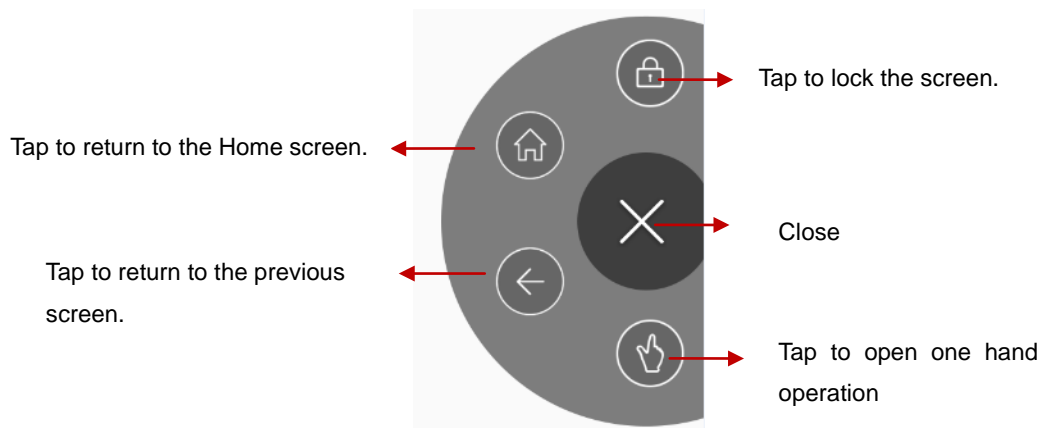 Tap to lock the screen.
Tap to return to the Home screen.
Close
Tap to return to the previous
screen.
Tap to open one hand
operation